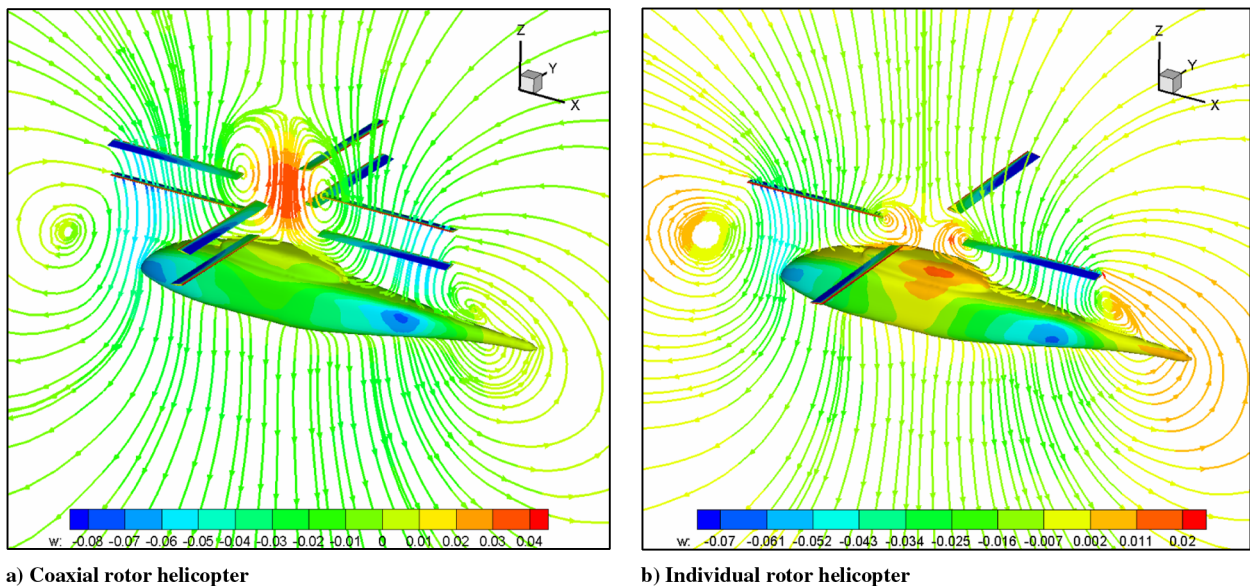 Z
Y
X
Z
Y
X
w: -0.08 -0.07 -0.06 -0.05 -0.04 -0.03 -0.02 -0.01 0 0.01 0.02 0.03 0.04
w: -0.07 -0.061 -0.052 -0.043 -0.034 -0.025 -0.016 -0.007 0.002 0.011 0.02
a) Coaxial rotor helicopter
b) Individual rotor helicopter